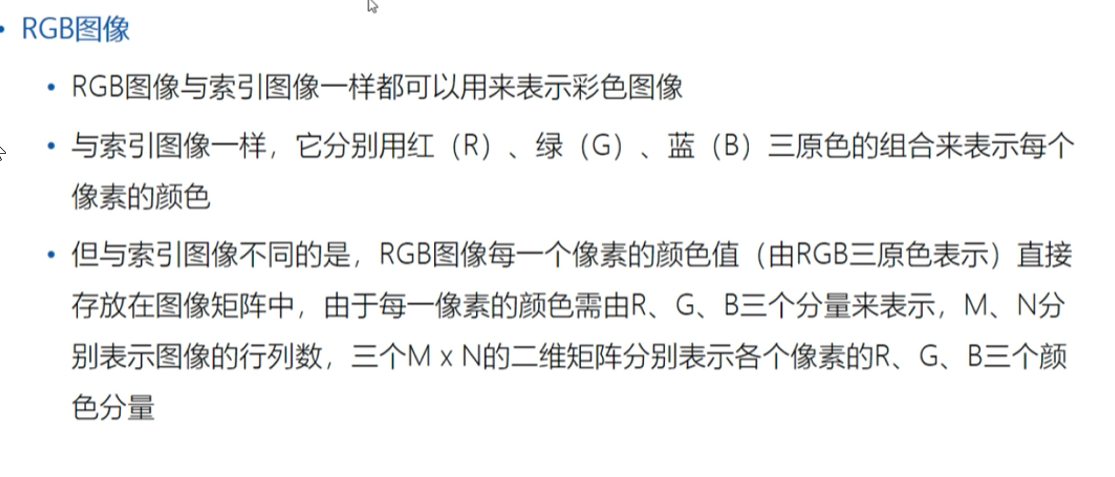 • RGB图像
• RGB图像与索引图像一样都可以用来表示彩色图像
• 与索引图像一样，它分别用红（R）、绿（G）、蓝（B）三原色的组合来表示每个
像素的颜色
• 但与索引图像不同的是，RGB图像每一个像素的颜色值（由RGB三原色表示）直接
存放在图像矩阵中，由于每一像素的颜色需由R、G、B三个分量来表示，M、N分
别表示图像的行列数，三个M x N的二维矩阵分别表示各个像素的R、G、B三个颜
色分量